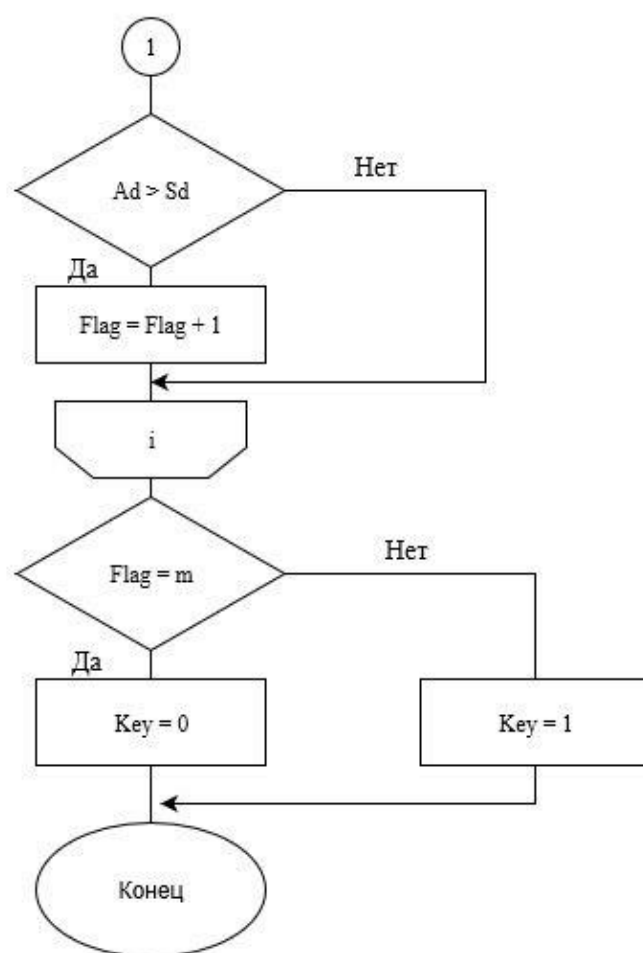 1
Ad > Sd
Нет
Да
Flag = Flag + 1
i
Flag = m
Нет
Да
Key = 0
Key = 1
Конец